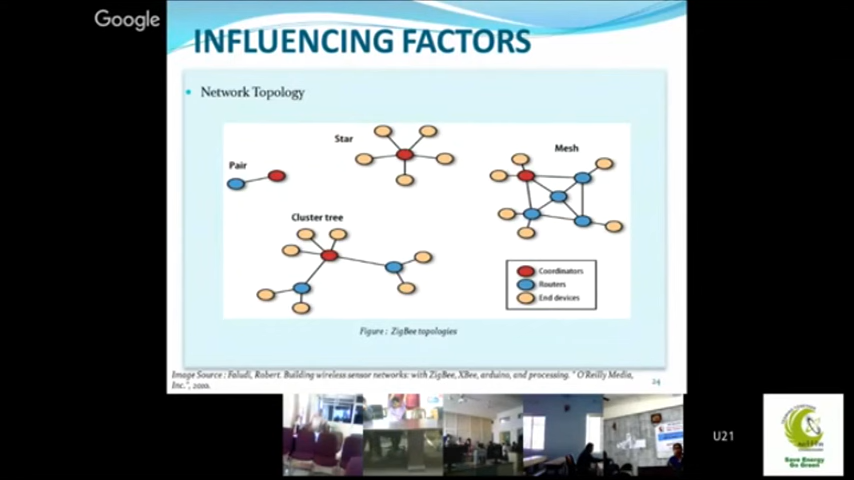 Google
INFLUENCING FACTORS
Network Topology
Star
Mesh
Pair
Cluster tree
Coordinators
Routers
End devices
Figure : ZigBee topologies
Image Source : Faludi, Robert. Building wireless sensor networks: with ZigBee, XBee, arduino, and processing. " O'Reilly Media,
Inc.", 2010.
24
U21
Save Energy
Go Green